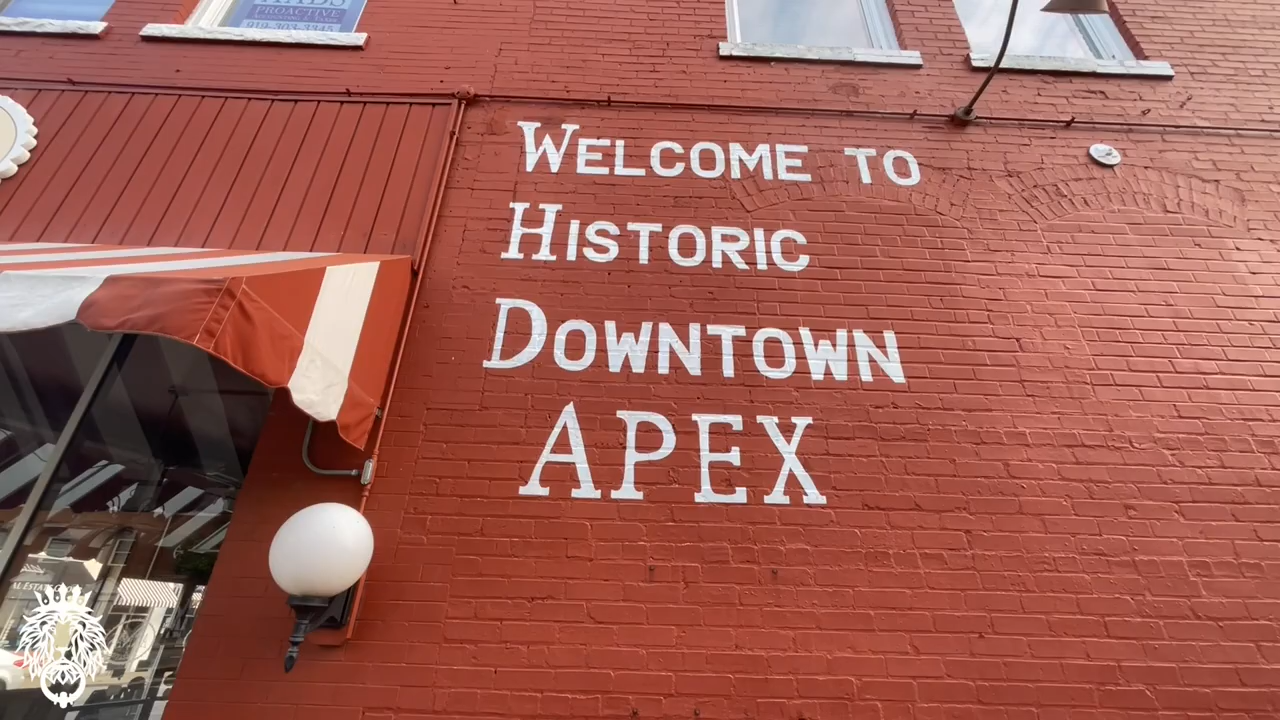 PROACTIVE
919-303-3345
WELCOME TO
HISTORIC
DOWNTOWN
APEX